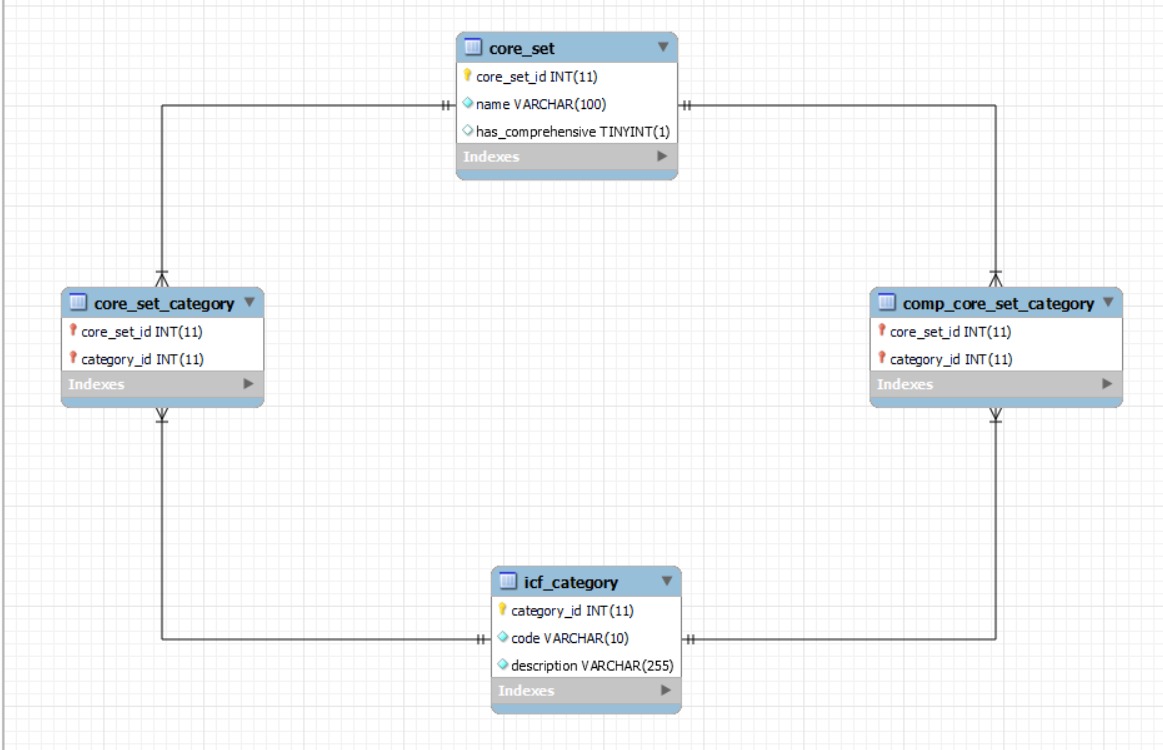 core_set
core_set_id INT(11)
name VARCHAR(100)
has_comprehensive TINYINT(1)
Indexes
core_set_category
core_set_id INT(11)
category_id INT(11)
Indexes
comp_core_set_category
core_set_id INT(11)
category_id INT(11)
Indexes
icf_category
category_id INT(11)
code VARCHAR(10)
description VARCHAR(255)
Indexes